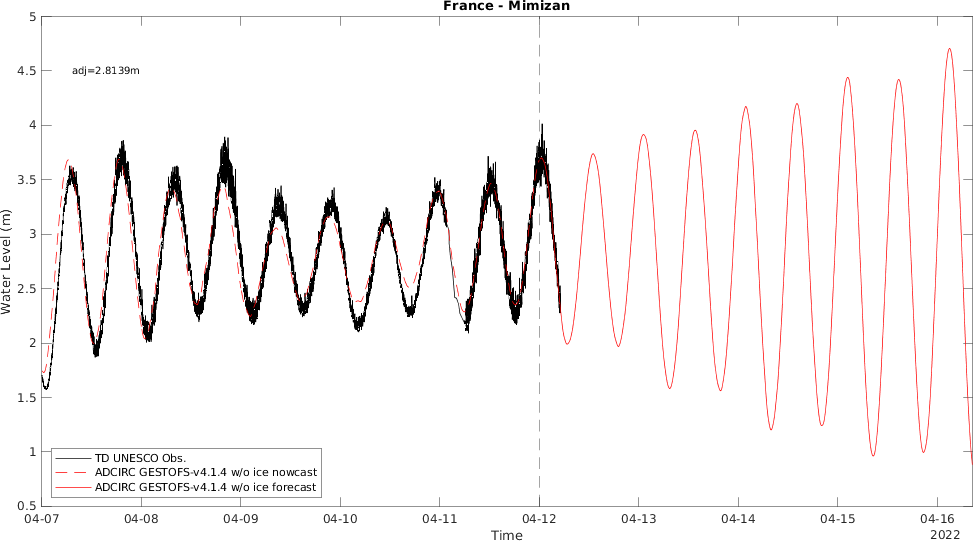 France - Mimizan
5
4.5
4
3.5
3
2.5
2
1.5
1
0.5
Water Level (m)
adj=2.8139m
TD UNESCO Obs.
ADCIRC GESTOFS-v4.1.4 w/o ice nowcast
ADCIRC GESTOFS-v4.1.4 w/o ice forecast
04-07 04-08 04-09 04-10 04-11 04-12 04-13 04-14 04-15 04-16
2022
Time